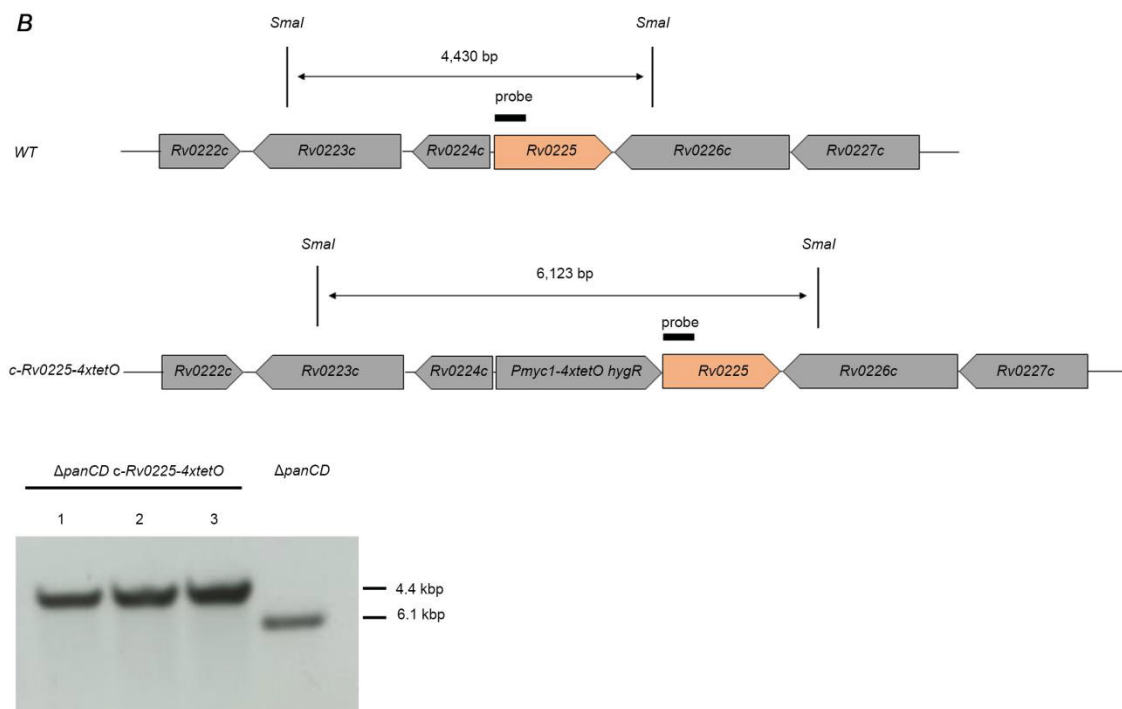 B
SmaI SmaI
4,430 bp
probe
WT Rv0222c Rv0223c Rv0224c Rv0225 Rv0226c Rv0227c
SmaI SmaI
6,123 bp
probe
c-Rv0225-4xtetO Rv0222c Rv0223c Rv0224c Pmyc1-4xtetO hygR Rv0225 Rv0226c Rv0227c
ΔpanCD c-Rv0225-4xtetO ΔpanCD
1 2 3
4.4 kbp
6.1 kbp